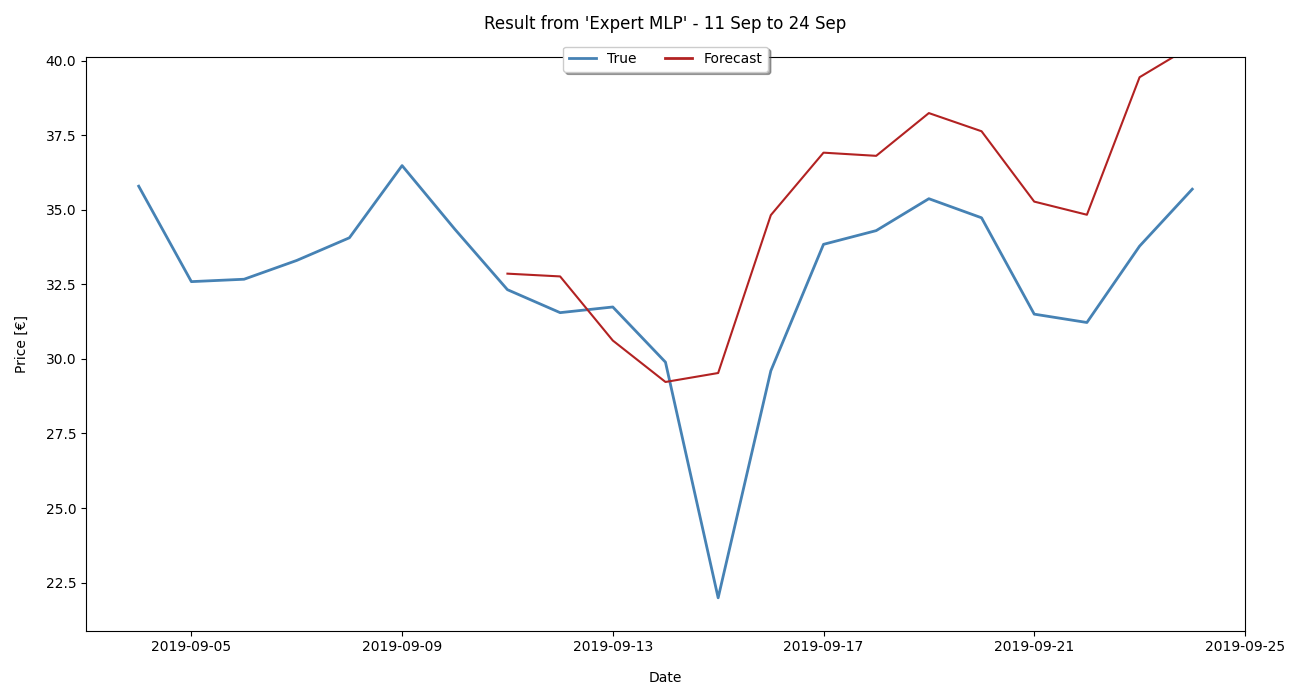 Result from 'Expert MLP' - 11 Sep to 24 Sep
True Forecast
40.0
37.5
35.0
32.5
30.0
27.5
25.0
22.5
Price [€]
2019-09-05 2019-09-09 2019-09-13 2019-09-17 2019-09-21 2019-09-25
Date